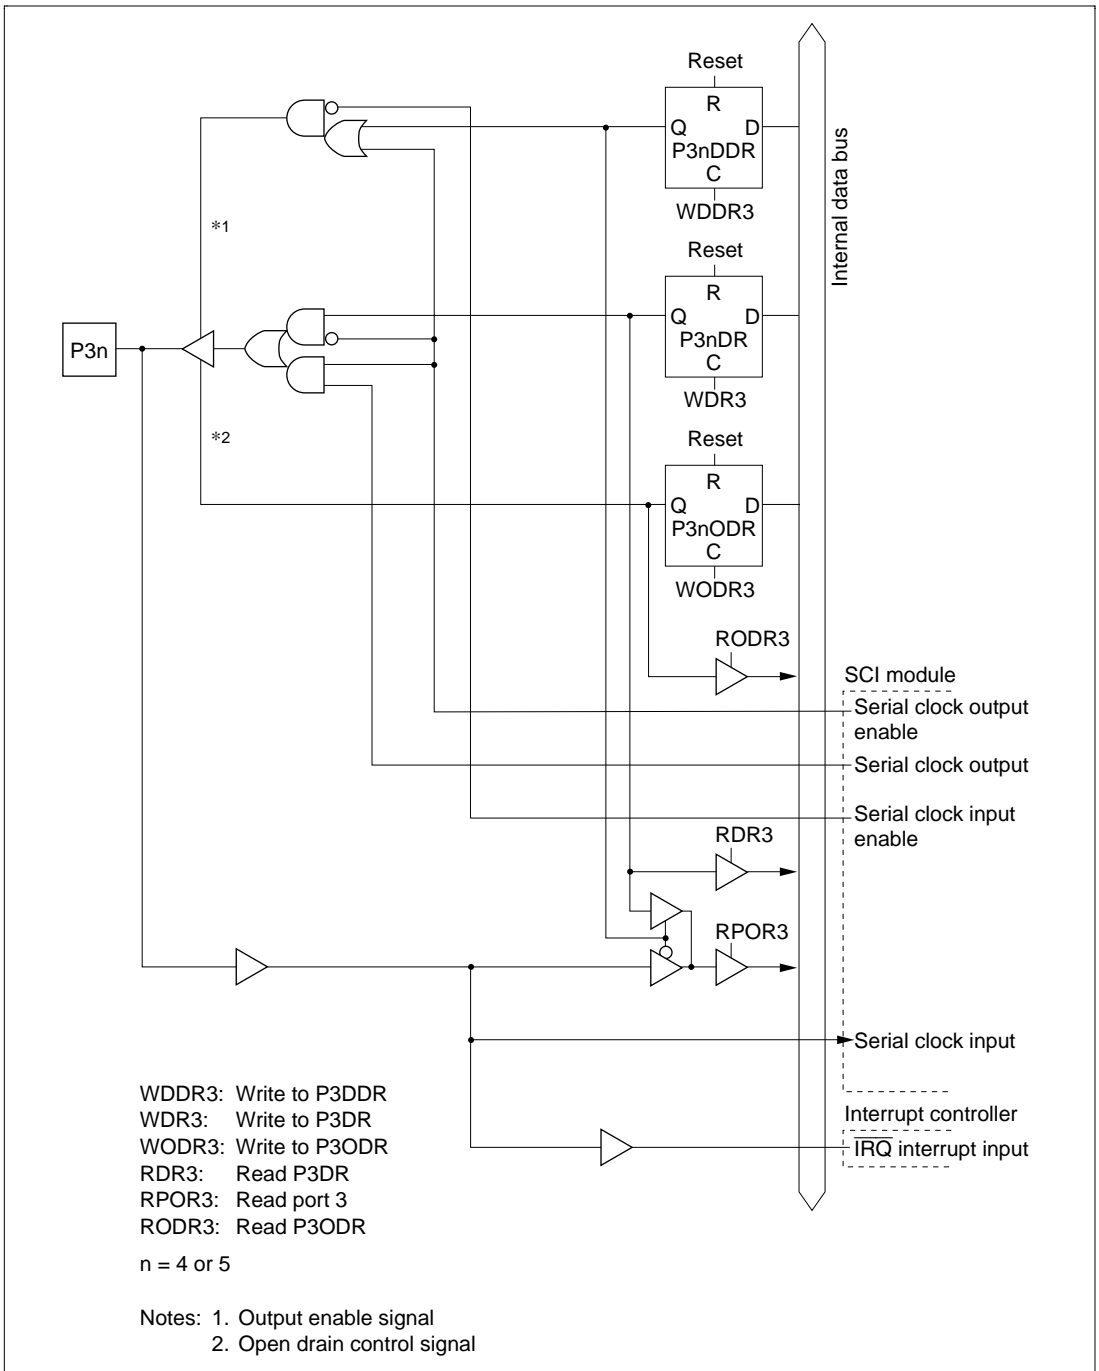 Reset
R
Q D
P3nDDR
C
WDDR3
Internal data bus
*1
Reset
R
Q D
P3nDR
C
WDR3
P3n
*2
Reset
R
Q D
P3nODR
C
WODR3
RODR3
SCI module
Serial clock output
enable
Serial clock output
Serial clock input
enable
RDR3
RPOR3
Serial clock input
Interrupt controller
IRQ interrupt input
WDDR3: Write to P3DDR
WDR3: Write to P3DR
WODR3: Write to P3ODR
RDR3: Read P3DR
RPOR3: Read port 3
RODR3: Read P3ODR
n = 4 or 5
Notes: 1. Output enable signal
2. Open drain control signal